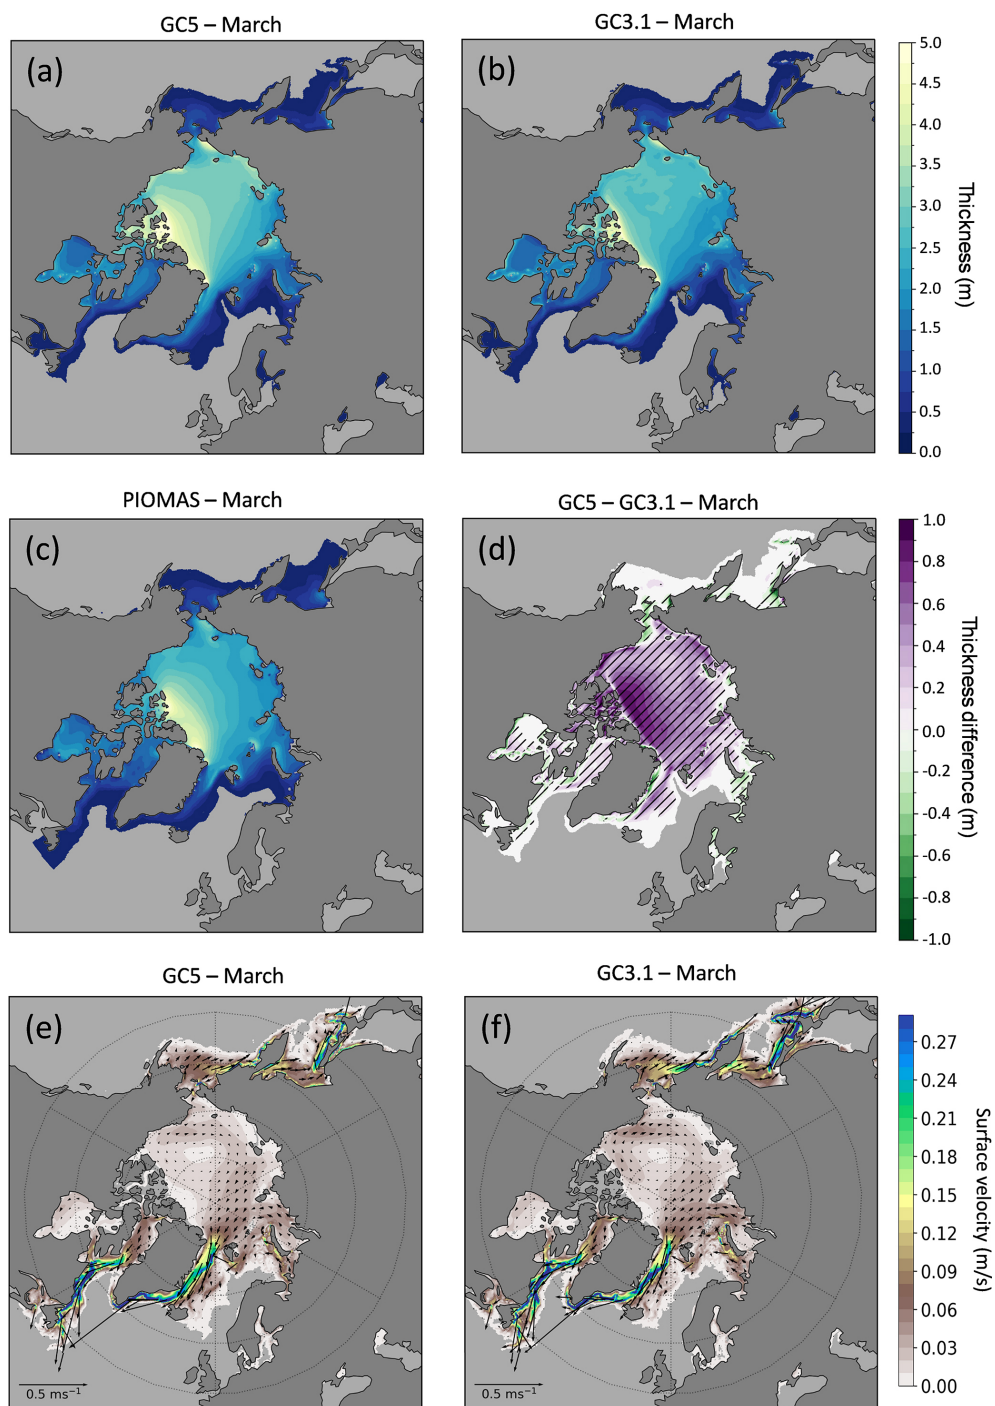 GC5 – March
GC3.1 – March
(a)
(b)
5.0
4.5
4.0
3.5
3.0
2.5
2.0
1.5
1.0
0.5
0.0
Thickness (m)
PIOMAS – March
GC5 – GC3.1 – March
(c)
(d)
1.0
0.8
0.6
0.4
0.2
0.0
-0.2
-0.4
-0.6
-0.8
-1.0
Thickness difference (m)
GC5 – March
GC3.1 – March
(e)
(f)
0.27
0.24
0.21
0.18
0.15
0.12
0.09
0.06
0.03
0.00
Surface velocity (m/s)
0.5 ms⁻¹
0.5 ms⁻¹